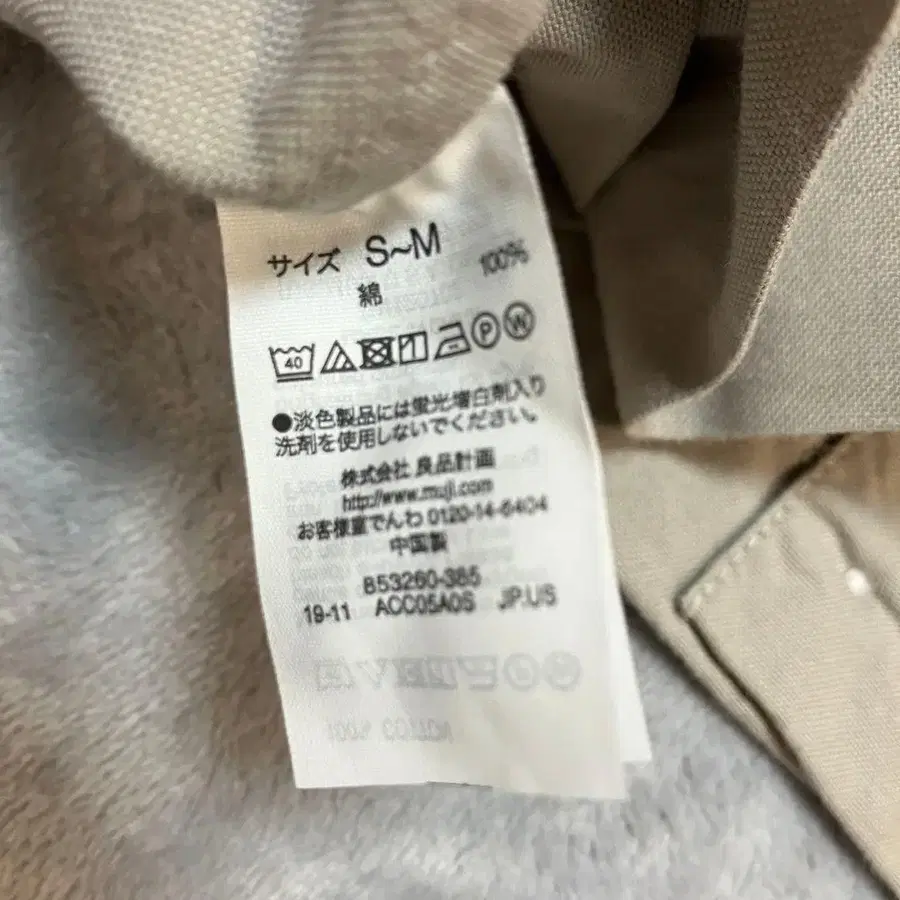 サイズ S~M
綿 100%
40 P W
●淡色製品には蛍光増白剤入り
洗剤を使用しないでください。
株式会社 良品計画
http://www.muji.com
お客様室でんわ 0120-14-6404
中国製
853260-385
19-11 ACC05A0S JP.US